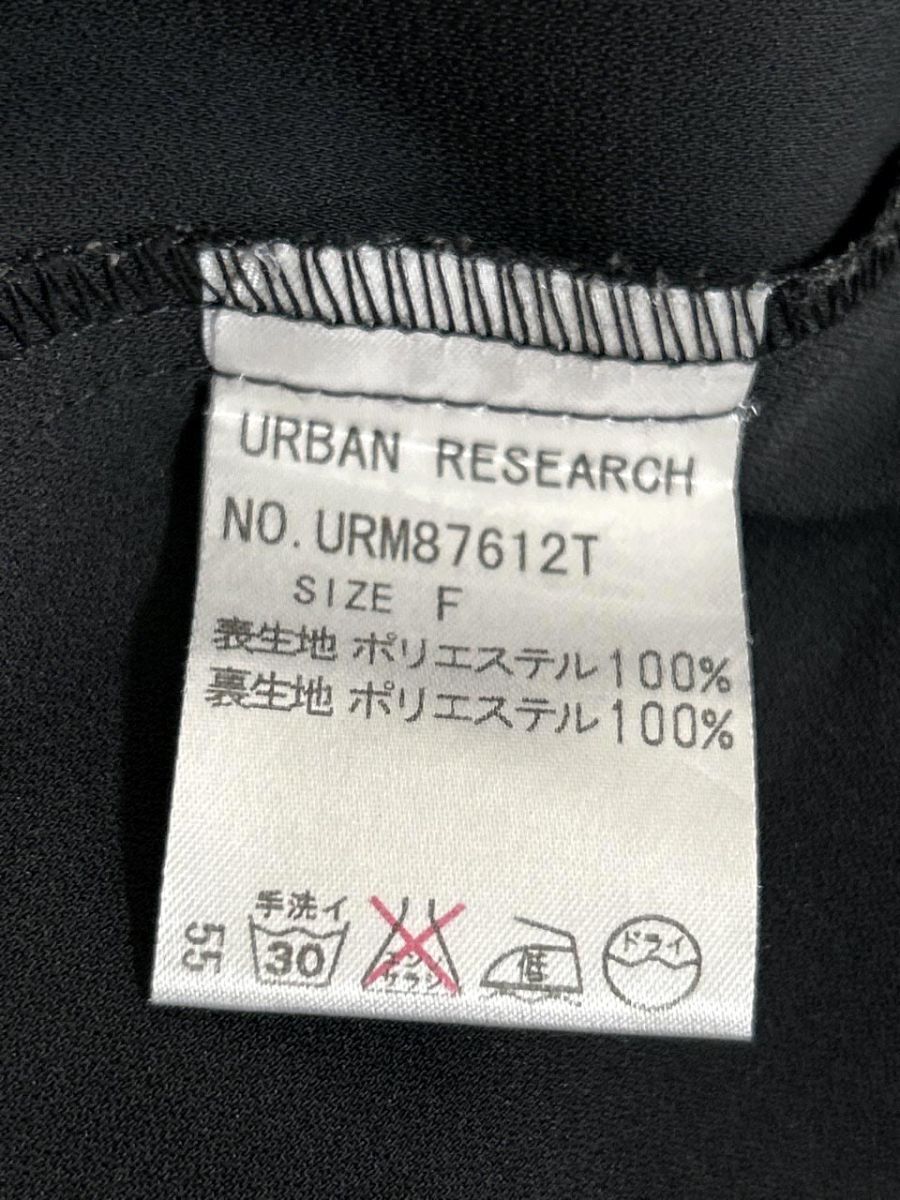 URBAN RESEARCH
NO. URM87612T
SIZE F
表生地 ポリエステル100%
裏生地 ポリエステル100%
手洗イ
30
エンソ
サラシ
低
ドライ
55